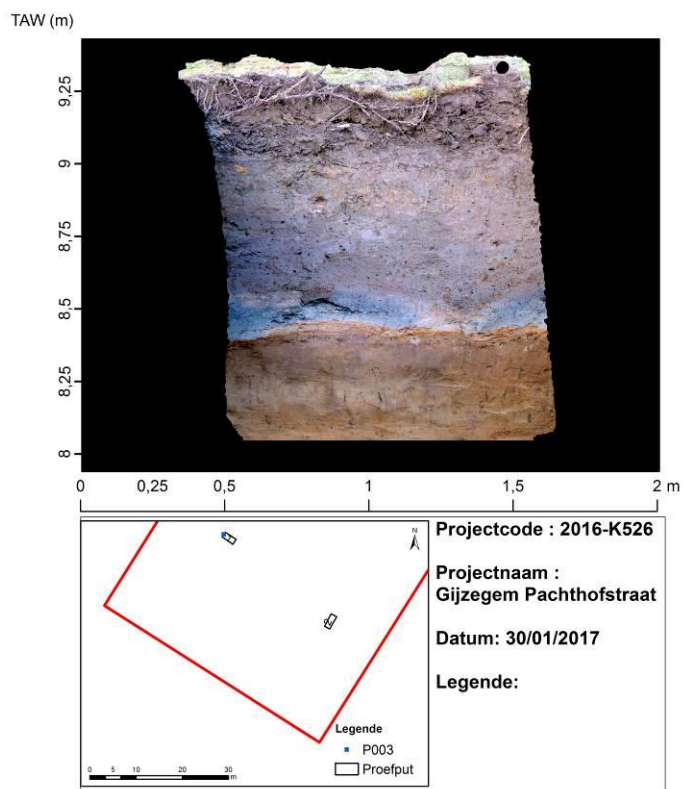 TAW (m)
9,25
9
8,75
8,5
8,25
8
0 0,25 0,5 1 1,5 2 m
Projectcode : 2016-K526
Projectnaam :
Gijzegem Pachthofstraat
Datum: 30/01/2017
Legende:
N
Legende
P003
Proefput
0 5 10 20 30
m